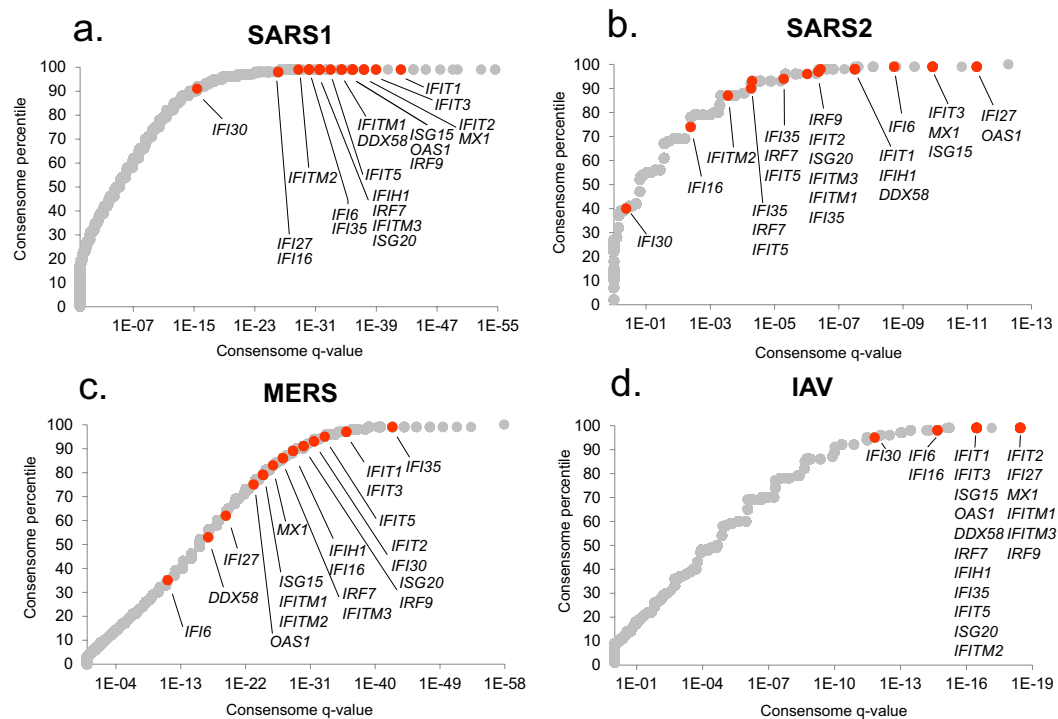 a.
SARS1
Consensome percentile
100
90
80
70
60
50
40
30
20
10
0
IFI30
IFITM2
IFI27
IFI16
IFI6
IFI35
IFITM1
DDX58
IFIT5
IFIH1
IRF7
IFITM3
ISG20
ISG15
OAS1
IRF9
IFIT1
IFIT3
IFIT2
MX1
1E-07 1E-15 1E-23 1E-31 1E-39 1E-47 1E-55
Consensome q-value
b.
SARS2
Consensome percentile
100
90
80
70
60
50
40
30
20
10
0
IFI30
IFI16
IFITM2
IFI35
IRF7
IFIT5
IFI35
IRF7
IFIT5
IRF9
IFIT2
ISG20
IFITM3
IFITM1
IFI35
IFIT1
IFIH1
DDX58
IFI6
IFIT3
MX1
ISG15
IFI27
OAS1
1E-01 1E-03 1E-05 1E-07 1E-09 1E-11 1E-13
Consensome q-value
c.
MERS
Consensome percentile
100
90
80
70
60
50
40
30
20
10
0
IFI6
DDX58
IFI27
OAS1
ISG15
IFITM1
IFITM2
MX1
IFIH1
IFI16
IRF7
IFITM3
IFIT1
IFIT3
IFIT5
IFIT2
IFI30
ISG20
IRF9
IFI35
1E-04 1E-13 1E-22 1E-31 1E-40 1E-49 1E-58
Consensome q-value
d.
IAV
Consensome percentile
100
90
80
70
60
50
40
30
20
10
0
IFI30
IFI6
IFI16
IFIT1
IFIT3
ISG15
OAS1
DDX58
IRF7
IFIH1
IFI35
IFIT5
ISG20
IFITM2
IFIT2
IFI27
MX1
IFITM1
IFITM3
IRF9
1E-01 1E-04 1E-07 1E-10 1E-13 1E-16 1E-19
Consensome q-value